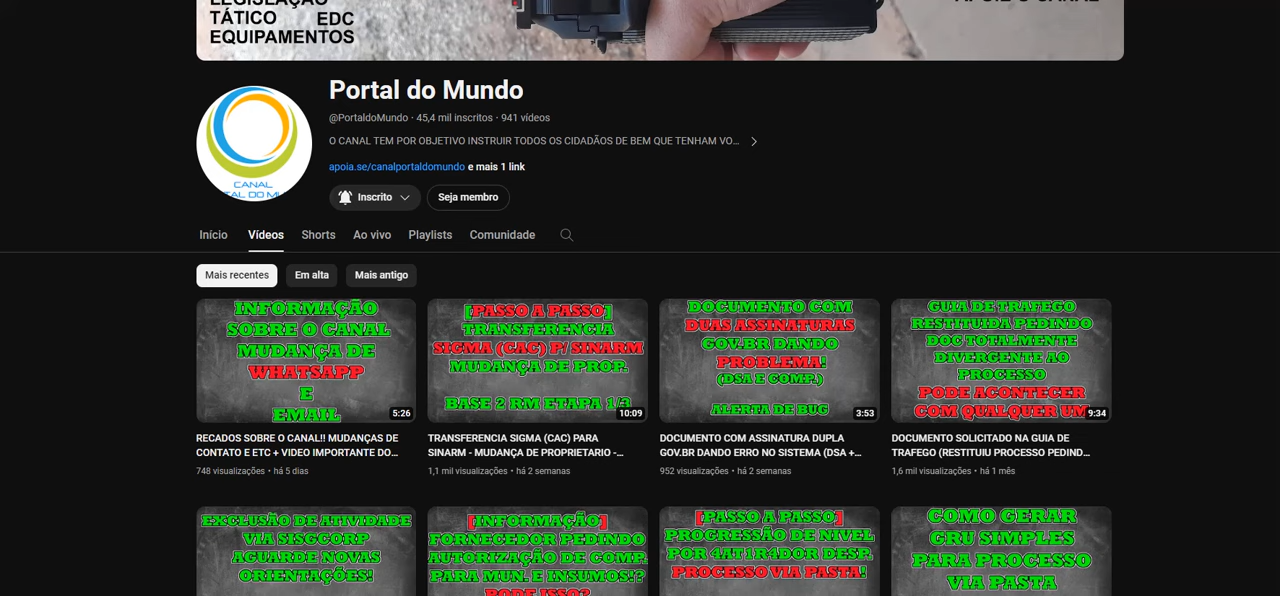 TÁTICO EDC
EQUIPAMENTOS
Portal do Mundo
@PortaldoMundo · 45,4 mil inscritos · 941 vídeos
O CANAL TEM POR OBJETIVO INSTRUIR TODOS OS CIDADÃOS DE BEM QUE TENHAM VO...
apoia.se/canalportaldomundo e mais 1 link
Inscrito
Seja membro
CANAL
Início
Vídeos
Shorts
Ao vivo
Playlists
Comunidade
Mais recentes
Em alta
Mais antigo
INFORMAÇÃO
SOBRE O CANAL
MUDANÇA DE
WHATSAPP
E
EMAIL
5:26
RECADOS SOBRE O CANAL!! MUDANÇAS DE
CONTATO E ETC + VIDEO IMPORTANTE DO...
748 visualizações • há 5 dias
[PASSO A PASSO]
TRANSFERENCIA
SIGMA (CAC) P/ SINARM
MUDANÇA DE PROP.
BASE 2 RM ETAPA 1/3
10:09
TRANSFERENCIA SIGMA (CAC) PARA
SINARM - MUDANÇA DE PROPRIETARIO -...
1,1 mil visualizações • há 2 semanas
DOCUMENTO COM
DUAS ASSINATURAS
GOV.BR DANDO
PROBLEMA!
(DSA E COMP.)
ALERTA DE BUG
3:53
DOCUMENTO COM ASSINATURA DUPLA
GOV.BR DANDO ERRO NO SISTEMA (DSA +...
952 visualizações • há 2 semanas
GUIA DE TRAFEGO
RESTITUIDA PEDINDO
DOC TOTALMENTE
DIVERGENTE AO
PROCESSO
PODE ACONTECER
COM QUALQUER UM
9:34
DOCUMENTO SOLICITADO NA GUIA DE
TRAFEGO (RESTITUIU PROCESSO PEDIND...
1,6 mil visualizações • há 1 mês
EXCLUSÃO DE ATIVIDADE
VIA SISGCORP
AGUARDE NOVAS
ORIENTAÇÕES!
[INFORMAÇÃO]
FORNECEDOR PEDINDO
AUTORIZAÇÃO DE COMP.
PARA MUN. E INSUMOS!?
PODE ISSO?
[PASSO A PASSO]
PROGRESSÃO DE NIVEL
POR 4AT1R4DOR DESP.
PROCESSO VIA PASTA!
COMO GERAR
GRU SIMPLES
PARA PROCESSO
VIA PASTA